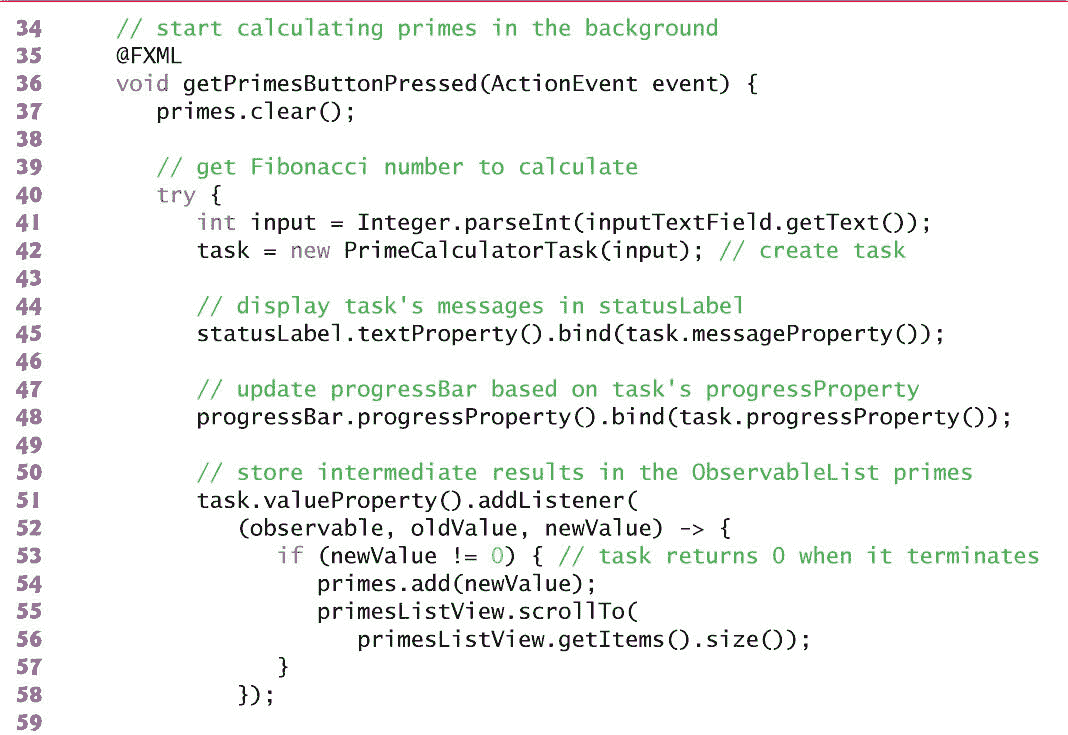 34 // start calculating primes in the background
35 @FXML
36 void getPrimesButtonPressed(ActionEvent event) {
37 primes.clear();
38
39 // get Fibonacci number to calculate
40 try {
41 int input = Integer.parseInt(inputTextField.getText());
42 task = new PrimeCalculatorTask(input); // create task
43
44 // display task's messages in statusLabel
45 statusLabel.textProperty().bind(task.messageProperty());
46
47 // update progressBar based on task's progressProperty
48 progressBar.progressProperty().bind(task.progressProperty());
49
50 // store intermediate results in the ObservableList primes
51 task.valueProperty().addListener(
52 (observable, oldValue, newValue) -> {
53 if (newValue != 0) { // task returns 0 when it terminates
54 primes.add(newValue);
55 primesListView.scrollTo(
56 primesListView.getItems().size());
57 }
58 });
59